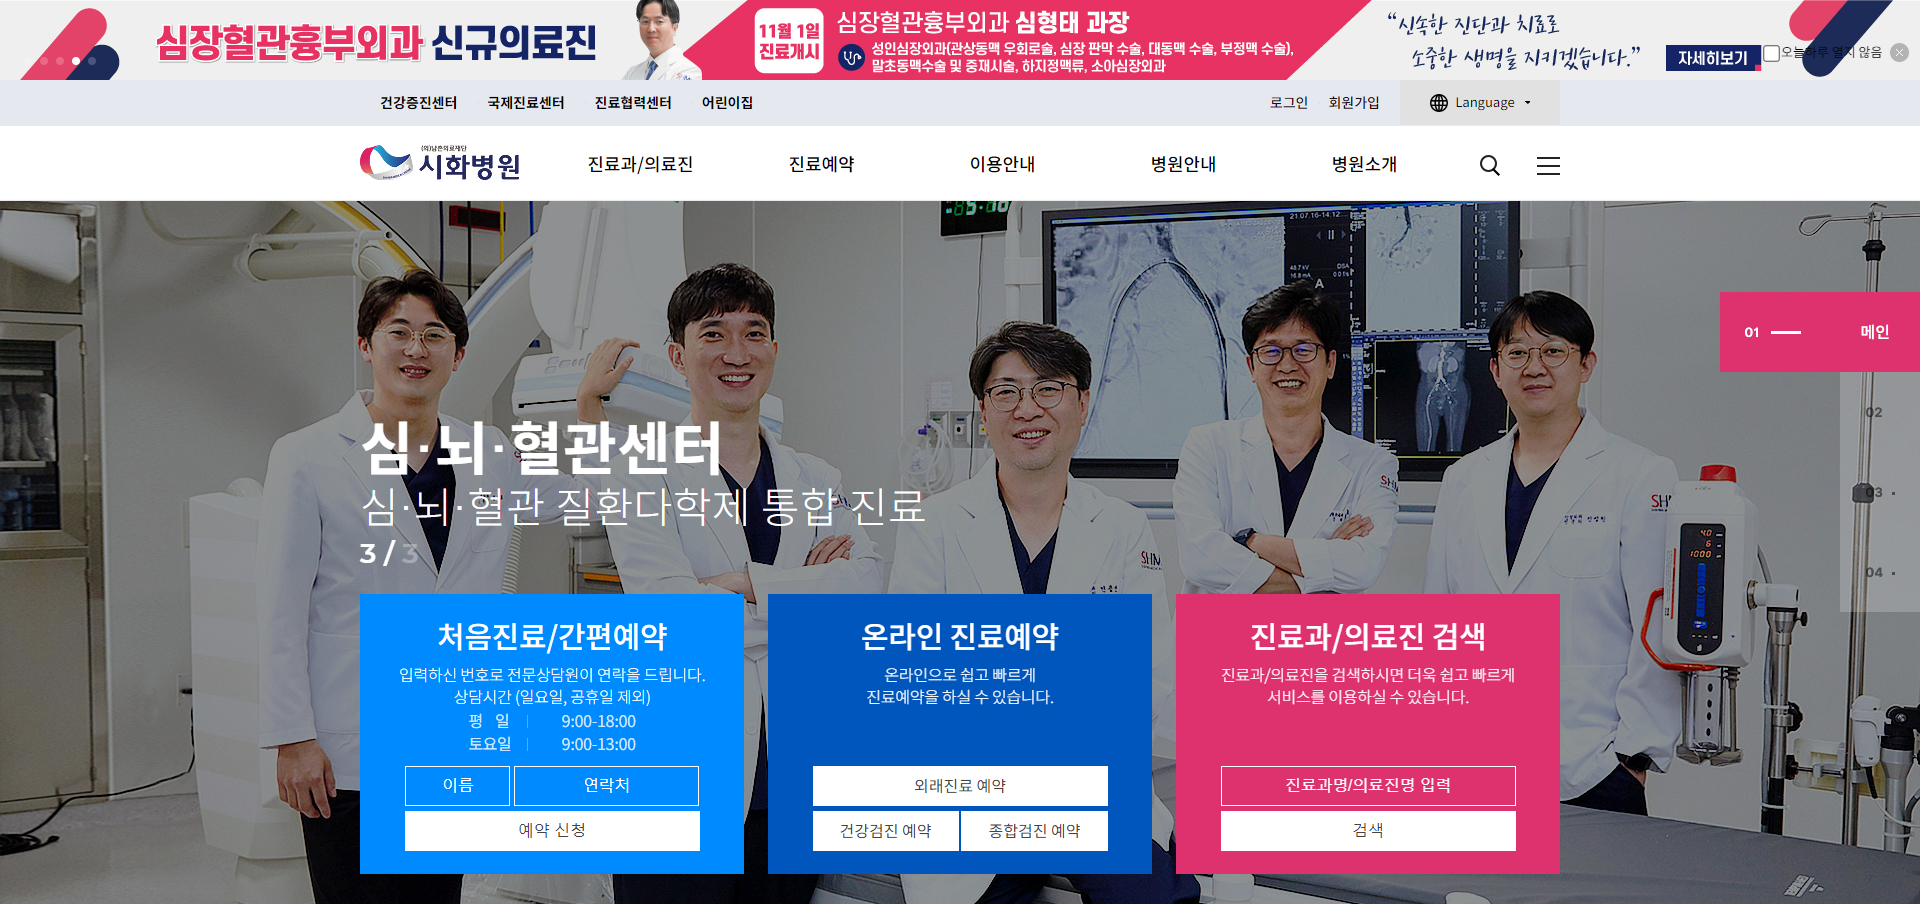 심장혈관흉부외과 신규의료진
11월 1일
진료개시
심장혈관흉부외과 심형태 과장
성인심장외과(관상동맥 우회로술, 심장 판막 수술, 대동맥 수술, 부정맥 수술),
말초동맥수술 및 중재시술, 하지정맥류, 소아심장외과
“신속한 진단과 치료로
소중한 생명을 지키겠습니다.”
자세히보기
오늘하루 열지 않음
건강증진센터 국제진료센터 진료협력센터 어린이집
로그인 회원가입 Language
(의)남촌의료재단
시화병원
진료과/의료진 진료예약 이용안내 병원안내 병원소개
21.07.16-14:12:
A
01 메인
02
03
04
심·뇌·혈관센터
심·뇌·혈관 질환다학제 통합 진료
3 / 3
처음진료/간편예약
입력하신 번호로 전문상담원이 연락을 드립니다.
상담시간 (일요일, 공휴일 제외)
평 일 9:00-18:00
토요일 9:00-13:00
이름 연락처
예약 신청
온라인 진료예약
온라인으로 쉽고 빠르게
진료예약을 하실 수 있습니다.
외래진료 예약
건강검진 예약 종합검진 예약
진료과/의료진 검색
진료과/의료진을 검색하시면 더욱 쉽고 빠르게
서비스를 이용하실 수 있습니다.
진료과명/의료진명 입력
검색